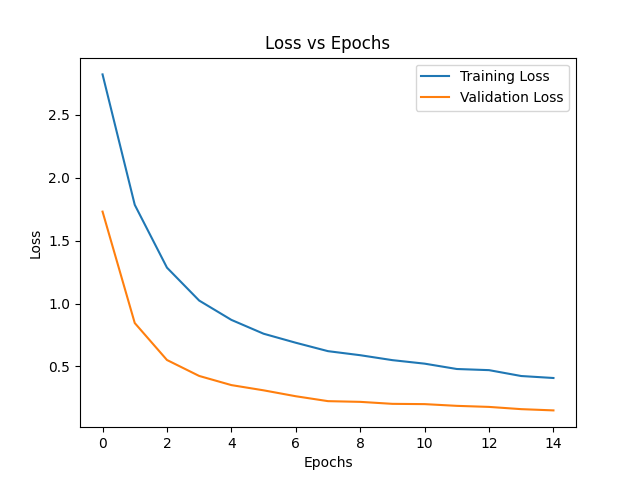 Loss vs Epochs
Training Loss
Validation Loss
Loss
2.5
2.0
1.5
1.0
0.5
0 2 4 6 8 10 12 14
Epochs